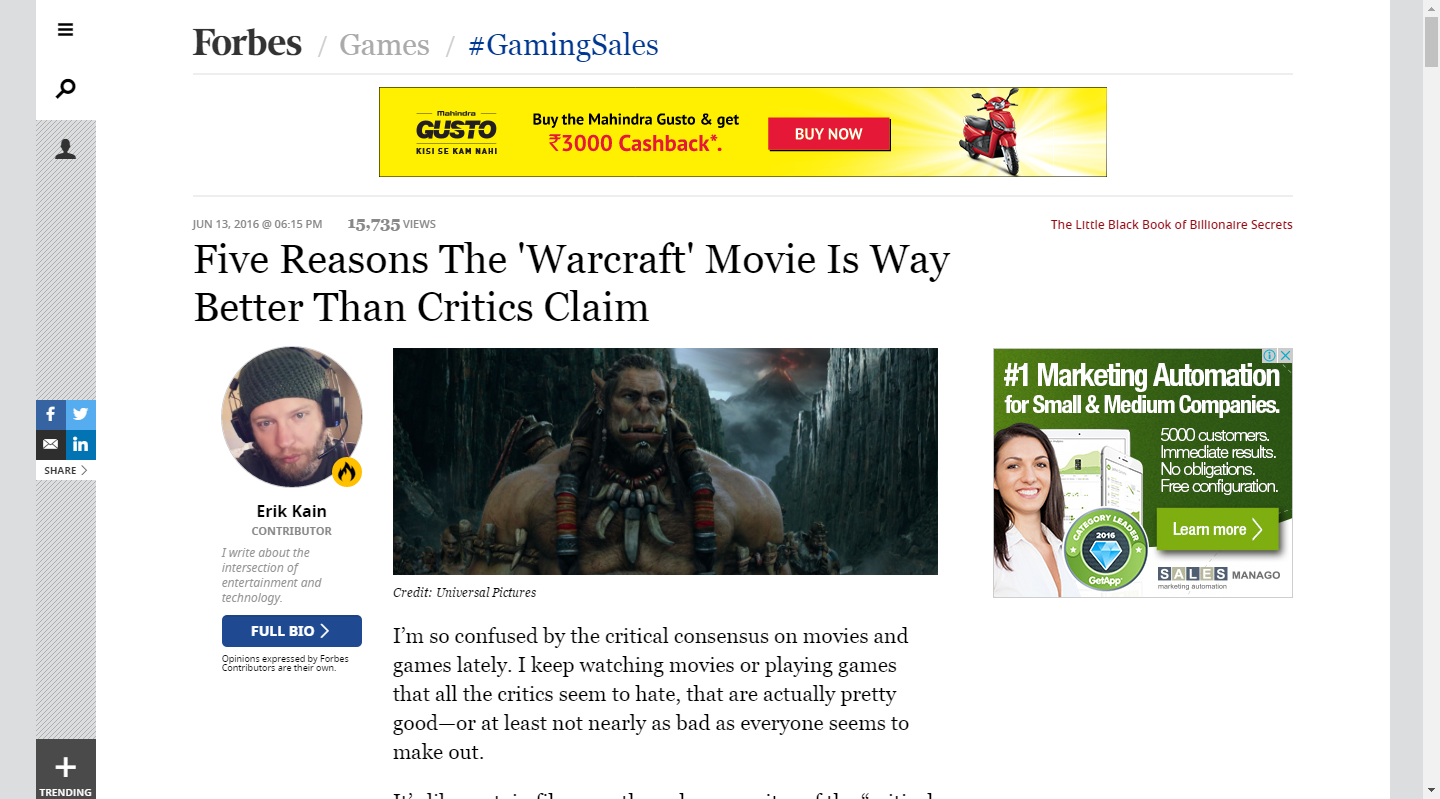 Forbes / Games / #GamingSales
Mahindra
GUSTO
KISI SE KAM NAHI
Buy the Mahindra Gusto & get
₹3000 Cashback*.
BUY NOW
JUN 13, 2016 @ 06:15 PM 15,735 VIEWS
The Little Black Book of Billionaire Secrets
Five Reasons The 'Warcraft' Movie Is Way
Better Than Critics Claim
SHARE
TRENDING
Erik Kain
CONTRIBUTOR
I write about the
intersection of
entertainment and
technology.
FULL BIO
Opinions expressed by Forbes
Contributors are their own.
Credit: Universal Pictures
I’m so confused by the critical consensus on movies and
games lately. I keep watching movies or playing games
that all the critics seem to hate, that are actually pretty
good—or at least not nearly as bad as everyone seems to
make out.
#1 Marketing Automation
for Small & Medium Companies.
5000 customers.
Immediate results.
No obligations.
Free configuration.
Learn more
CATEGORY LEADER
2016
GetApp
SALES MANAGO
marketing automation